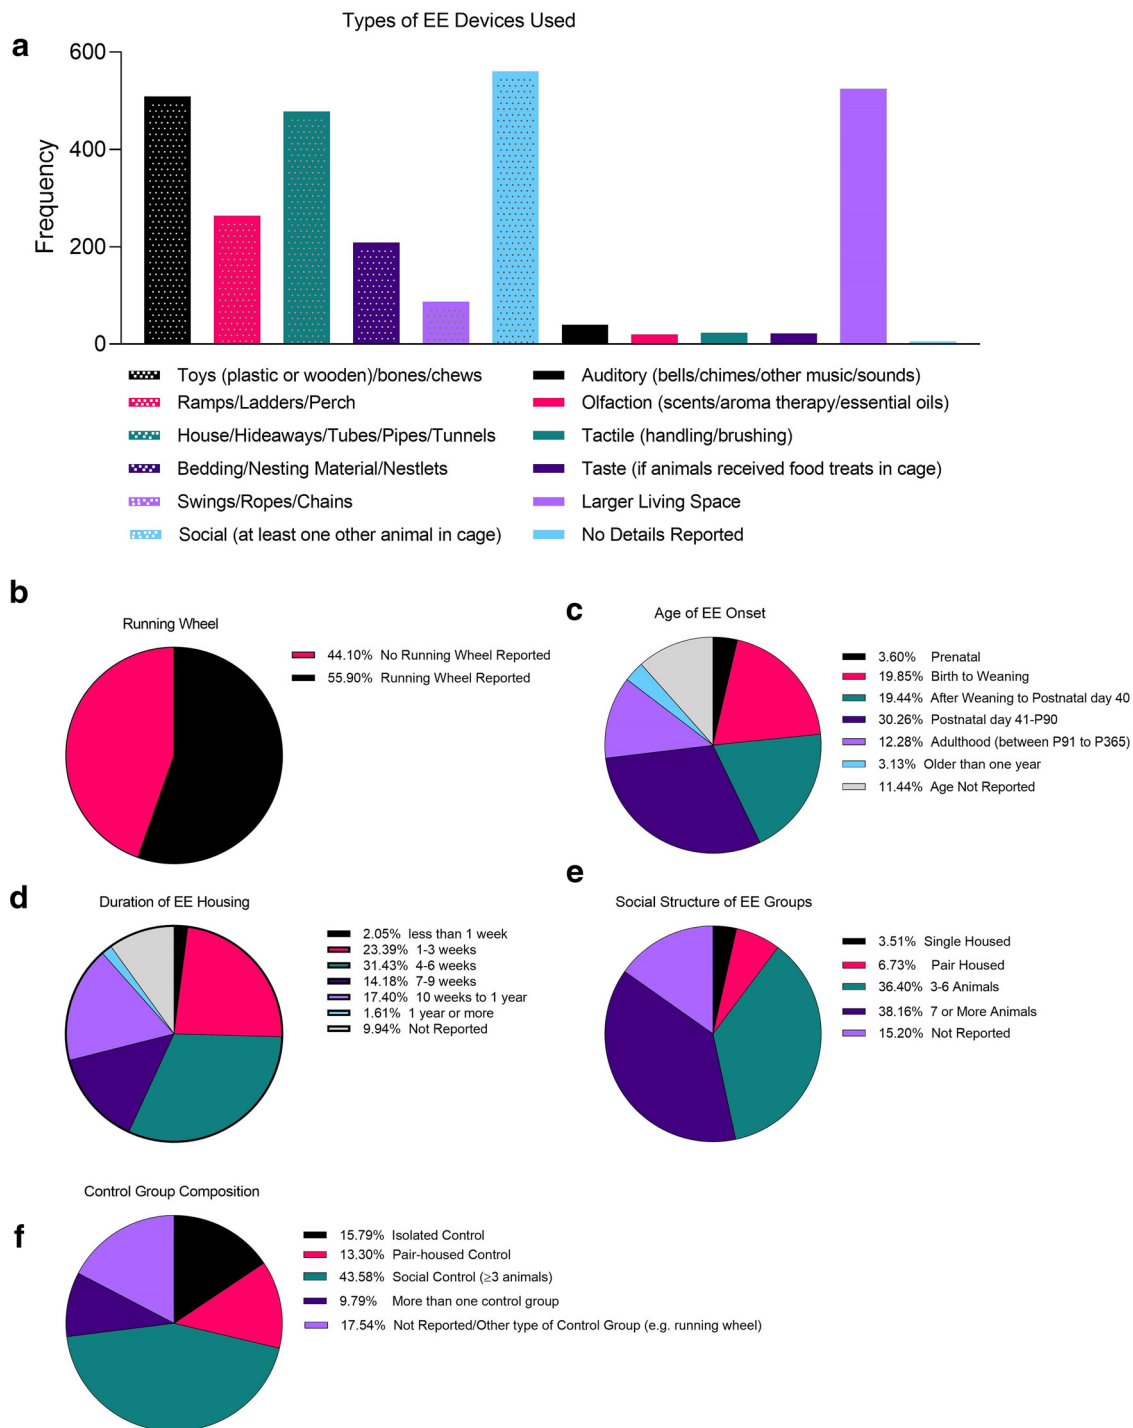 Types of EE Devices Used
a
600
400
200
0
Frequency
Toys (plastic or wooden)/bones/chews
Ramps/Ladders/Perch
House/Hideaways/Tubes/Pipes/Tunnels
Bedding/Nesting Material/Nestlets
Swings/Ropes/Chains
Social (at least one other animal in cage)
Auditory (bells/chimes/other music/sounds)
Olfaction (scents/aroma therapy/essential oils)
Tactile (handling/brushing)
Taste (if animals received food treats in cage)
Larger Living Space
No Details Reported
b
Running Wheel
44.10% No Running Wheel Reported
55.90% Running Wheel Reported
c
Age of EE Onset
3.60% Prenatal
19.85% Birth to Weaning
19.44% After Weaning to Postnatal day 40
30.26% Postnatal day 41-P90
12.28% Adulthood (between P91 to P365)
3.13% Older than one year
11.44% Age Not Reported
d
Duration of EE Housing
2.05% less than 1 week
23.39% 1-3 weeks
31.43% 4-6 weeks
14.18% 7-9 weeks
17.40% 10 weeks to 1 year
1.61% 1 year or more
9.94% Not Reported
e
Social Structure of EE Groups
3.51% Single Housed
6.73% Pair Housed
36.40% 3-6 Animals
38.16% 7 or More Animals
15.20% Not Reported
f
Control Group Composition
15.79% Isolated Control
13.30% Pair-housed Control
43.58% Social Control (≥3 animals)
9.79% More than one control group
17.54% Not Reported/Other type of Control Group (e.g. running wheel)